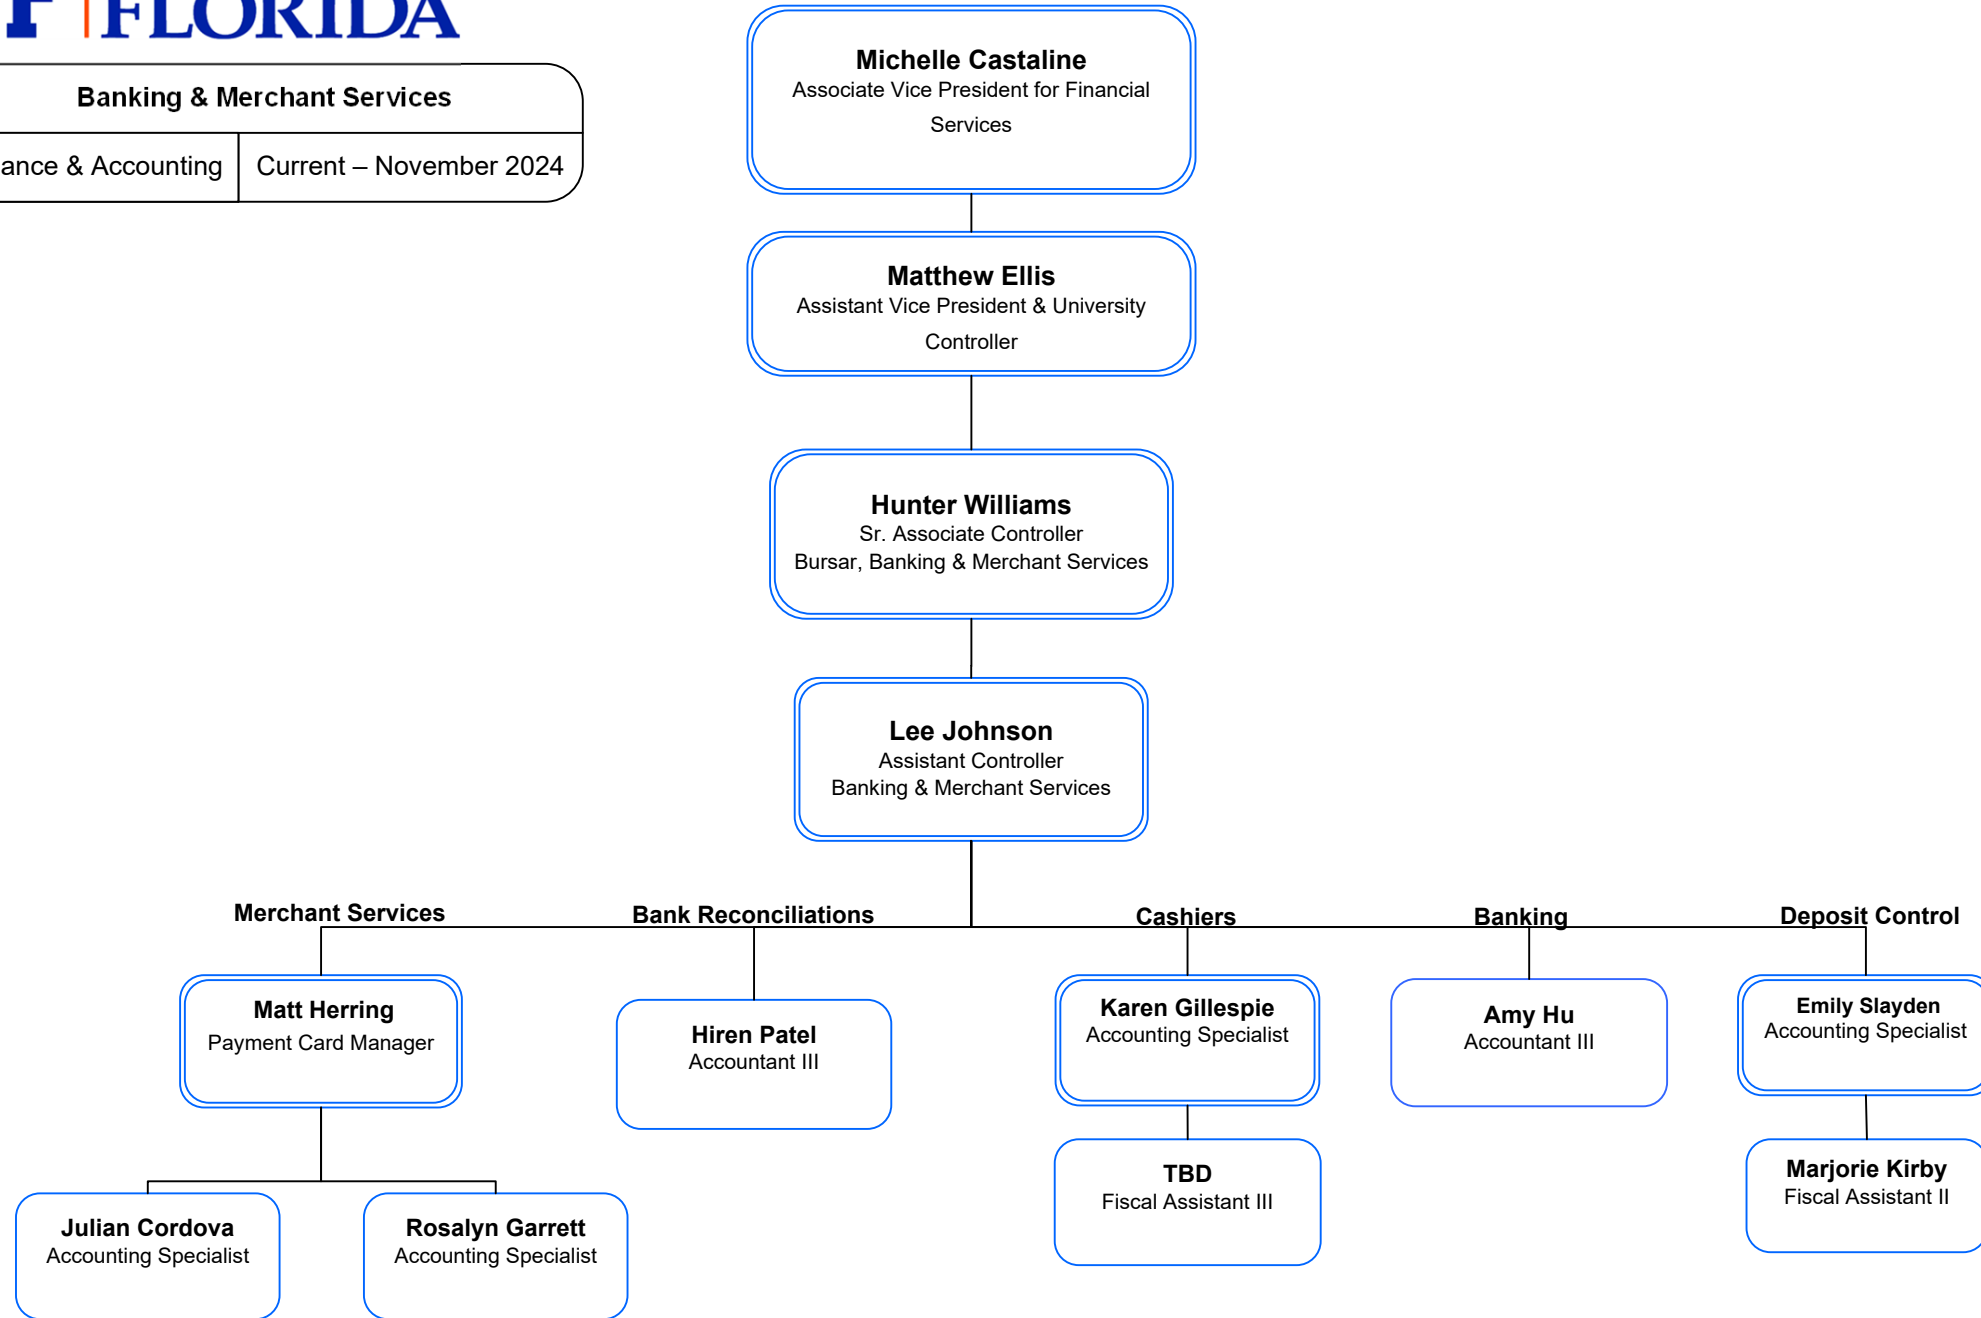 FLORIDA
Banking & Merchant Services
Accounting
&
Current – November 2024
Michelle Castaline
Associate Vice President for Financial
Services
Matthew Ellis
Assistant Vice President & University
Controller
Hunter Williams
Sr. Associate Controller
Bursar, Banking & Merchant Services
Lee Johnson
Assistant Controller
Banking & Merchant Services
Merchant Services
Bank Reconciliations
Cashiers
Banking
Deposit Control
Matt Herring
Payment Card Manager
Hiren Patel
Accountant III
Karen Gillespie
Accounting Specialist
Amy Hu
Accountant III
Emily Slayden
Accounting Specialist
Julian Cordova
Accounting Specialist
Rosalyn Garrett
Accounting Specialist
TBD
Fiscal Assistant III
Marjorie Kirby
Fiscal Assistant II